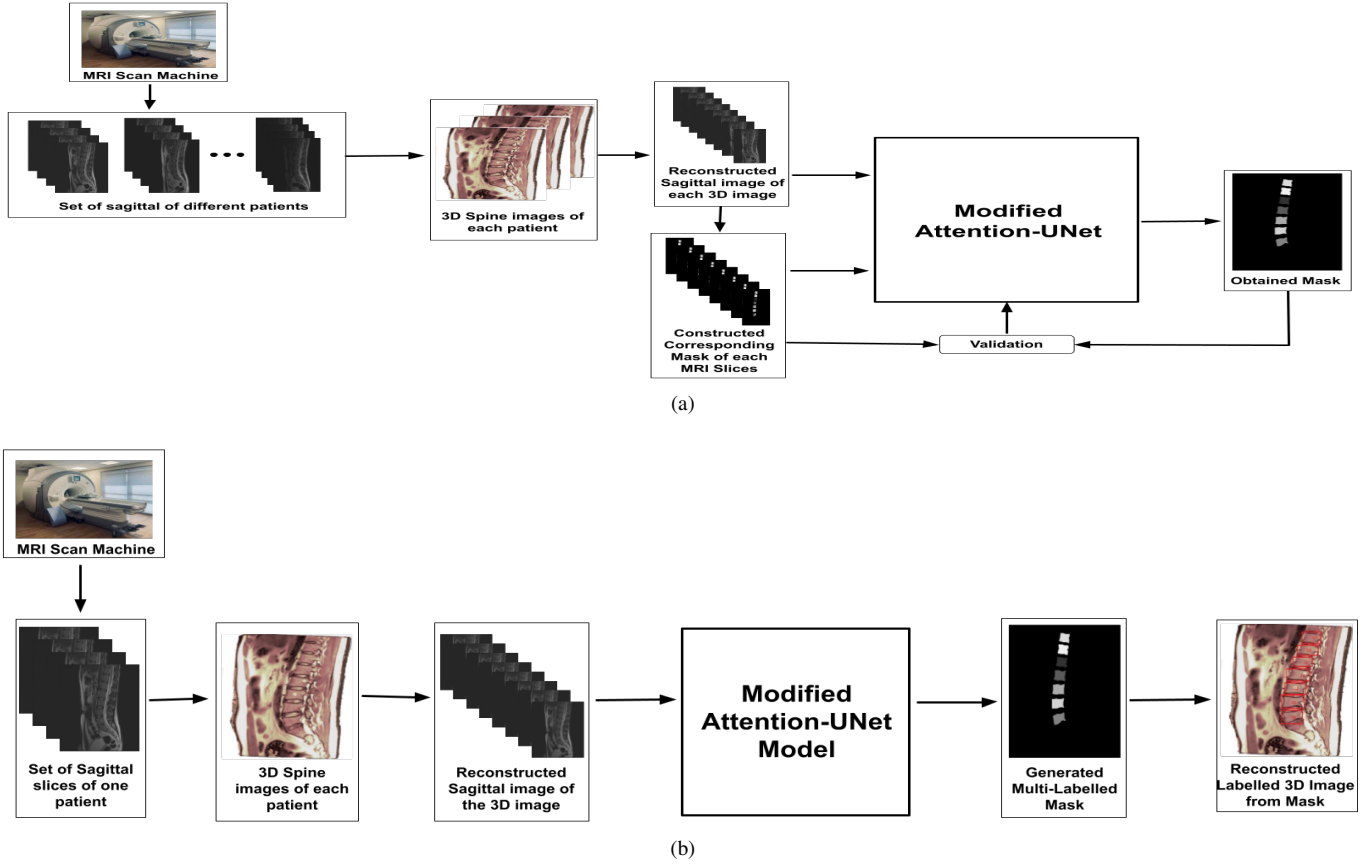 MRI Scan Machine
Set of sagittal of different patients
3D Spine images of
each patient
Reconstructed
Sagittal image of
each 3D image
Constructed
Corresponding
Mask of each
MRI Slices
Modified
Attention-UNet
Validation
Obtained Mask
(a)
MRI Scan Machine
Set of Sagittal
slices of one
patient
3D Spine
images of each
patient
Reconstructed
Sagittal image of
the 3D image
Modified
Attention-UNet
Model
Generated
Multi-Labelled
Mask
Reconstructed
Labelled 3D Image
from Mask
(b)